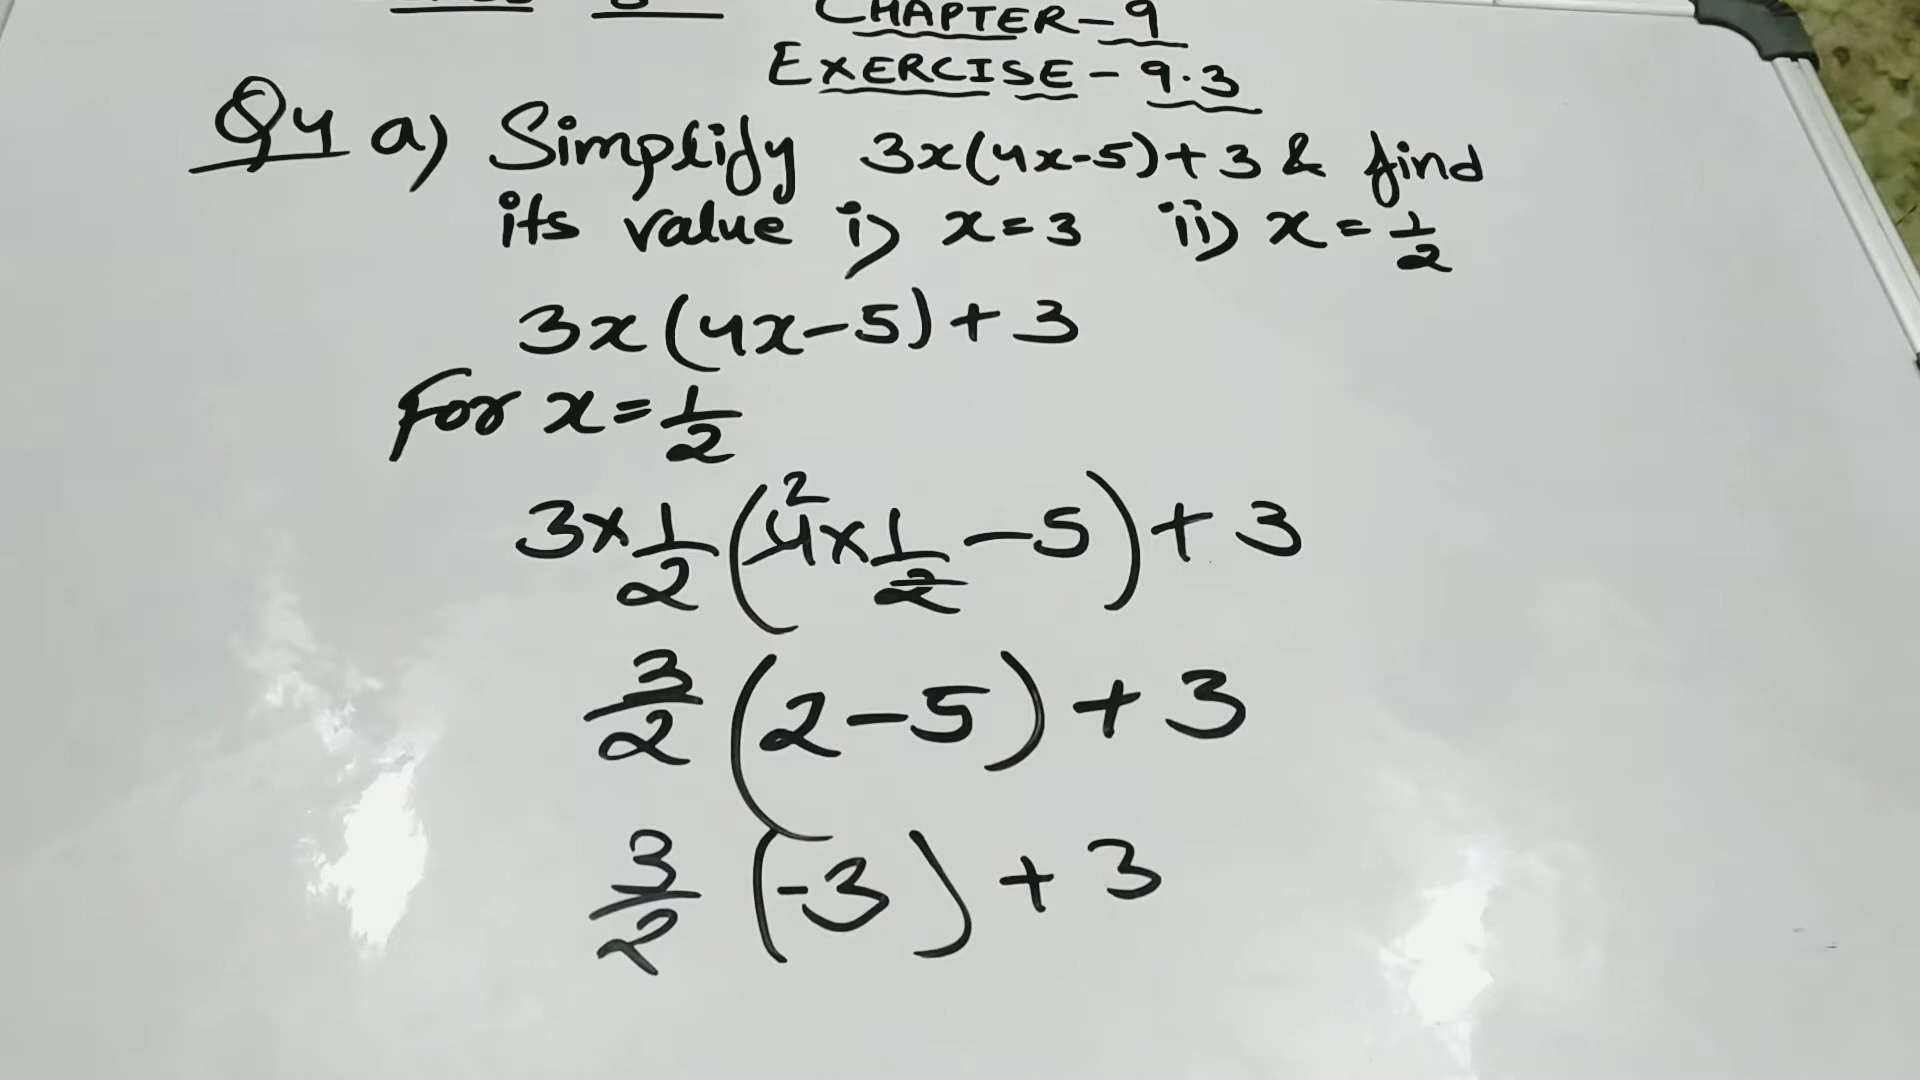 CHAPTER-9
EXERCISE-9.3
Q4 a) Simplify 3x(4x-5)+3 & find
its value i) x=3 ii) x=1/2
3x(4x-5)+3
For x=1/2
3×1/2(4×1/2-5)+3 2
3/2(2-5)+3
3/2(-3)+3